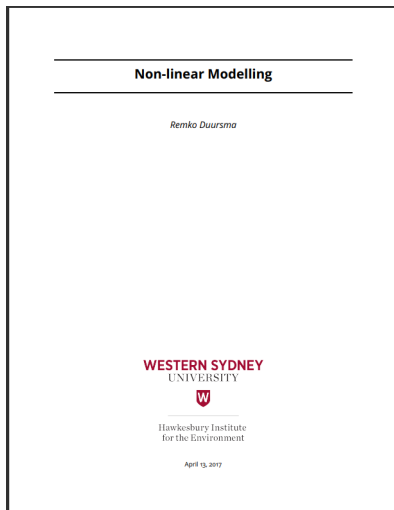 Non-linear Modelling
Remko Duursma
WESTERN SYDNEY
UNIVERSITY
W
Hawkesbury Institute
for the Environment
April 13, 2017